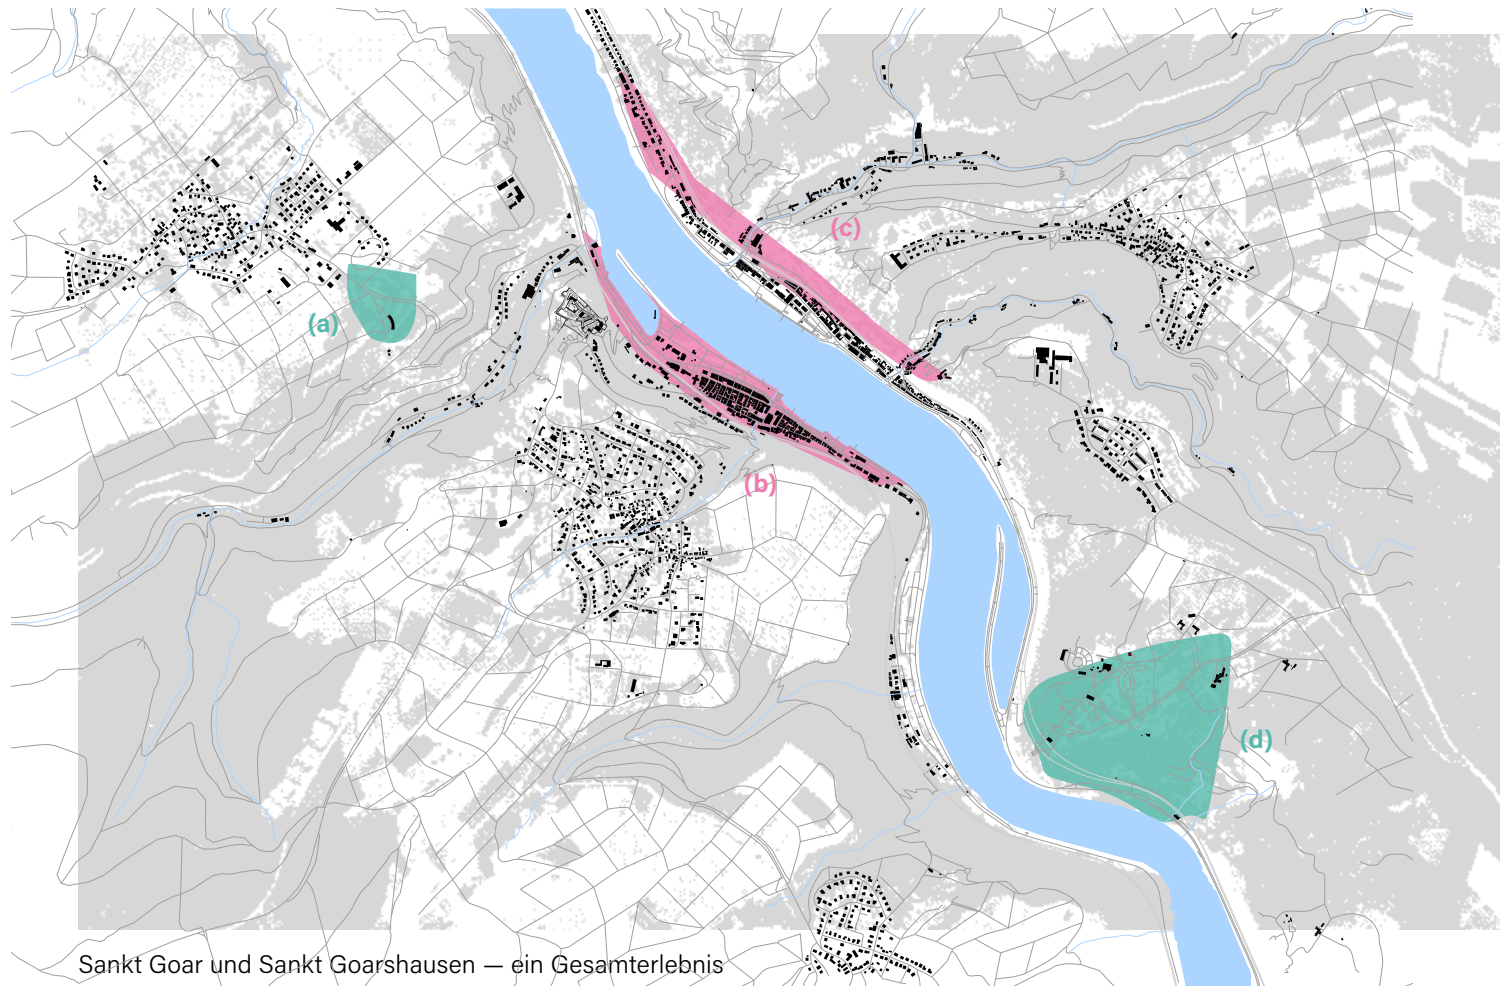 (c)
(a)
(b)
(d)
Sankt Goar und Sankt Goarshausen — ein Gesamterlebnis